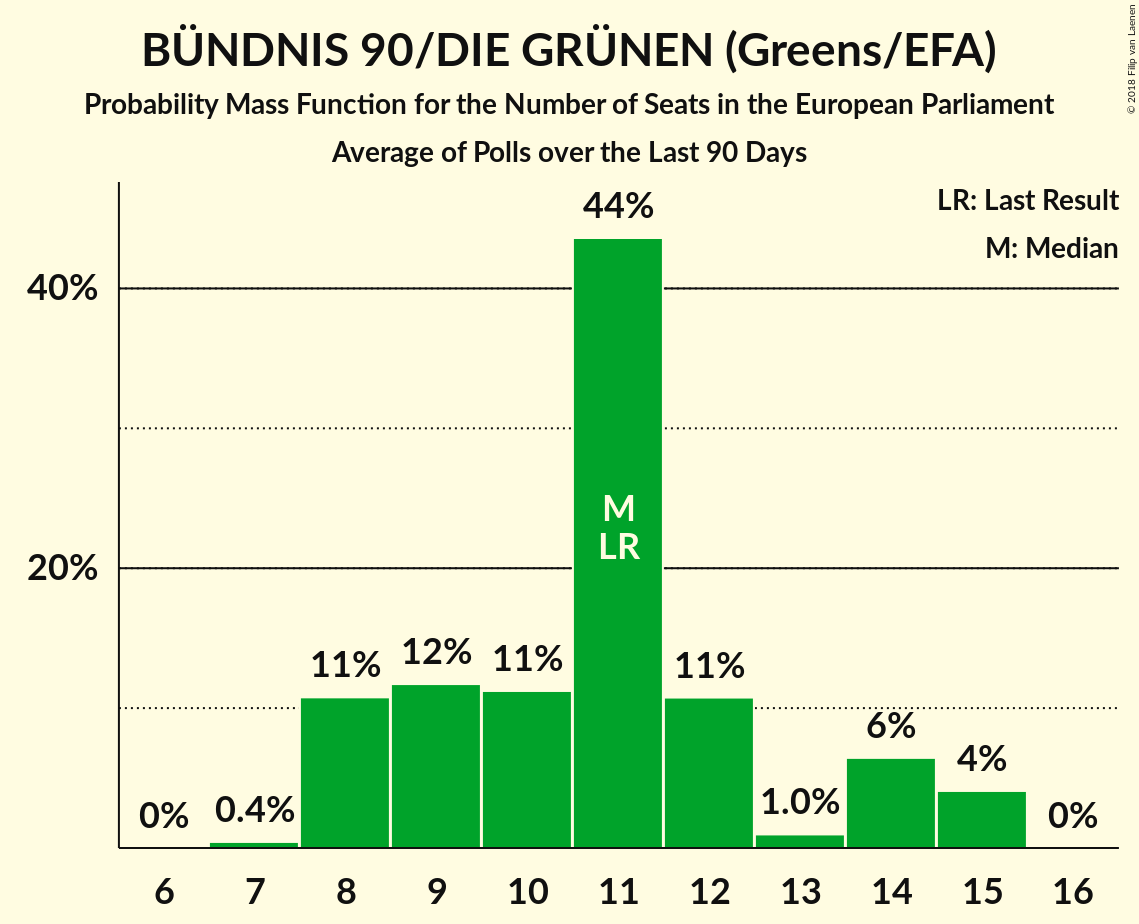 BÜNDNIS 90/DIE GRÜNEN (Greens/EFA)
Probability Mass Function for the Number of Seats in the European Parliament
Average of Polls over the Last 90 Days
© 2018 Filip van Laenen
LR: Last Result
M: Median
44%
40%
M
LR
20%
11%
12%
11%
11%
6%
4%
0%
0.4%
1.0%
0%
6 7 8 9 10 11 12 13 14 15 16